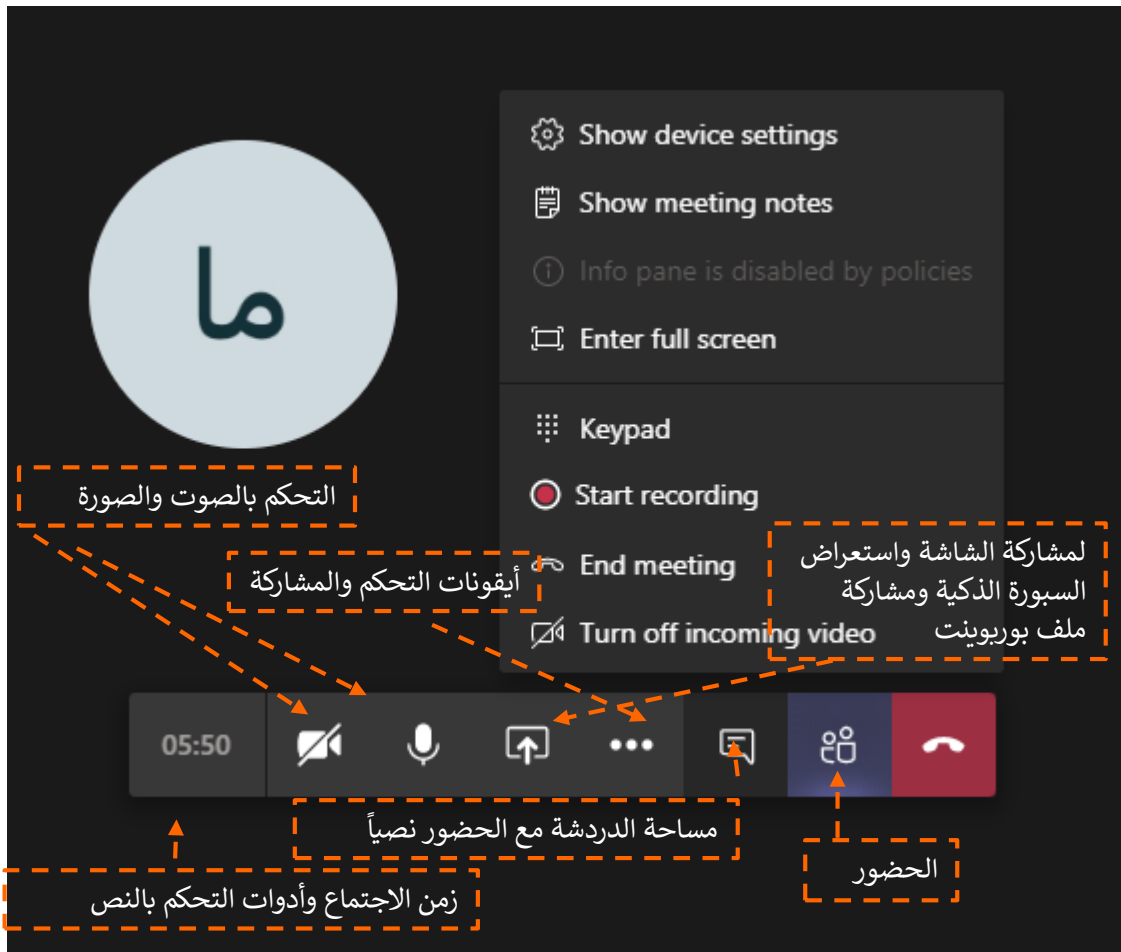 ما
Show device settings
Show meeting notes
Info pane is disabled by policies
Enter full screen
Keypad
Start recording
End meeting
Turn off incoming video
التحكم بالصوت والصورة
أيقونات التحكم والمشاركة
لمشاركة الشاشة واستعراض
السبورة الذكية ومشاركة
ملف بوربوينت
05:50
مساحة الدردشة مع الحضور نصياً
الحضور
زمن الاجتماع وأدوات التحكم بالنص